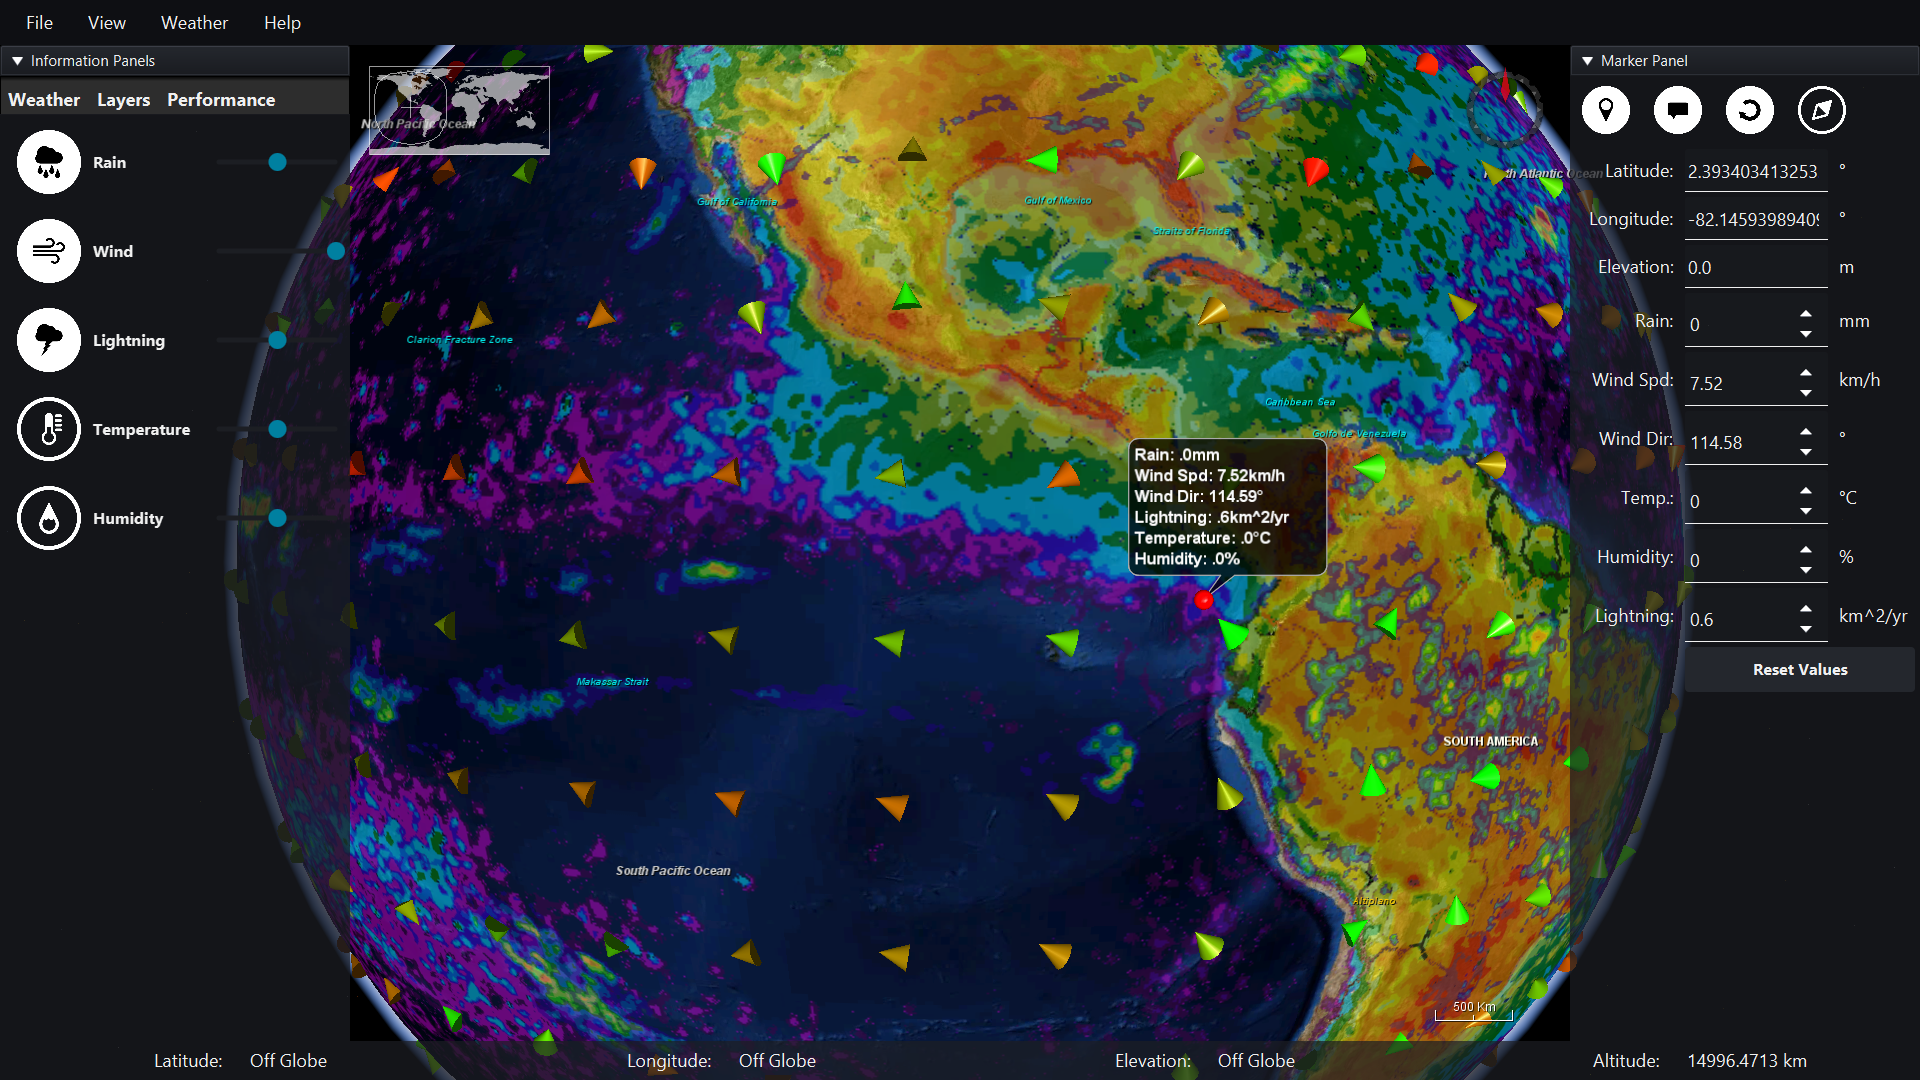 File View Weather Help
Information Panels
Weather Layers Performance
Rain
Wind
Lightning
Temperature
Humidity
North Pacific Ocean
Gulf of California
Gulf of Mexico
Straits of Florida
th Atlantic Ocean
Clarion Fracture Zone
Caribbean Sea
Golfo de Venezuela
Rain: .0mm
Wind Spd: 7.52km/h
Wind Dir: 114.59°
Lightning: .6km^2/yr
Temperature: .0°C
Humidity: .0%
Makassar Strait
SOUTH AMERICA
South Pacific Ocean
Altiplano
500 Km
Marker Panel
Latitude: 2.393403413253 °
Longitude: -82.1459398940 °
Elevation: 0.0 m
Rain: 0 mm
Wind Spd: 7.52 km/h
Wind Dir: 114.58 °
Temp.: 0 °C
Humidity: 0 %
Lightning: 0.6 km^2/yr
Reset Values
Latitude: Off Globe Longitude: Off Globe Elevation: Off Globe Altitude: 14996.4713 km